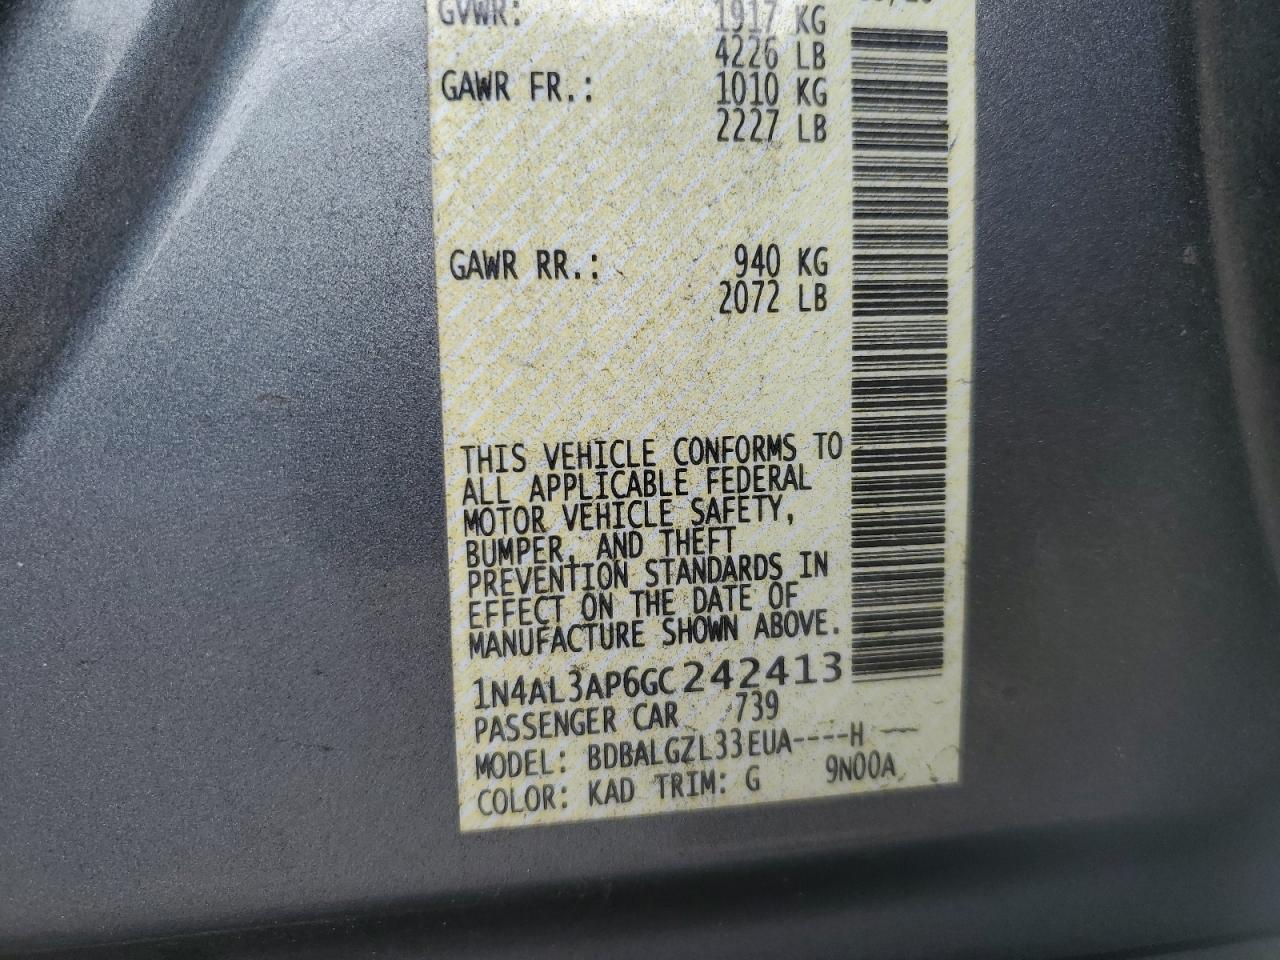 GVWR: 1917 KG
4226 LB
GAWR FR.: 1010 KG
2227 LB
GAWR RR.: 940 KG
2072 LB
THIS VEHICLE CONFORMS TO
ALL APPLICABLE FEDERAL
MOTOR VEHICLE SAFETY,
BUMPER, AND THEFT
PREVENTION STANDARDS IN
EFFECT ON THE DATE OF
MANUFACTURE SHOWN ABOVE.
1N4AL3AP6GC242413
PASSENGER CAR 739
MODEL: BDBALGZL33EUA----H --
COLOR: KAD TRIM: G 9N00A